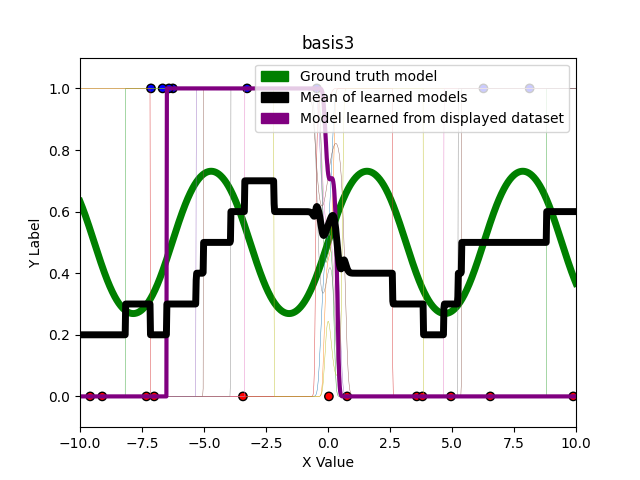 basis3
Ground truth model
Mean of learned models
Model learned from displayed dataset
Y Label
1.0
0.8
0.6
0.4
0.2
0.0
−10.0 −7.5 −5.0 −2.5 0.0 2.5 5.0 7.5 10.0
X Value